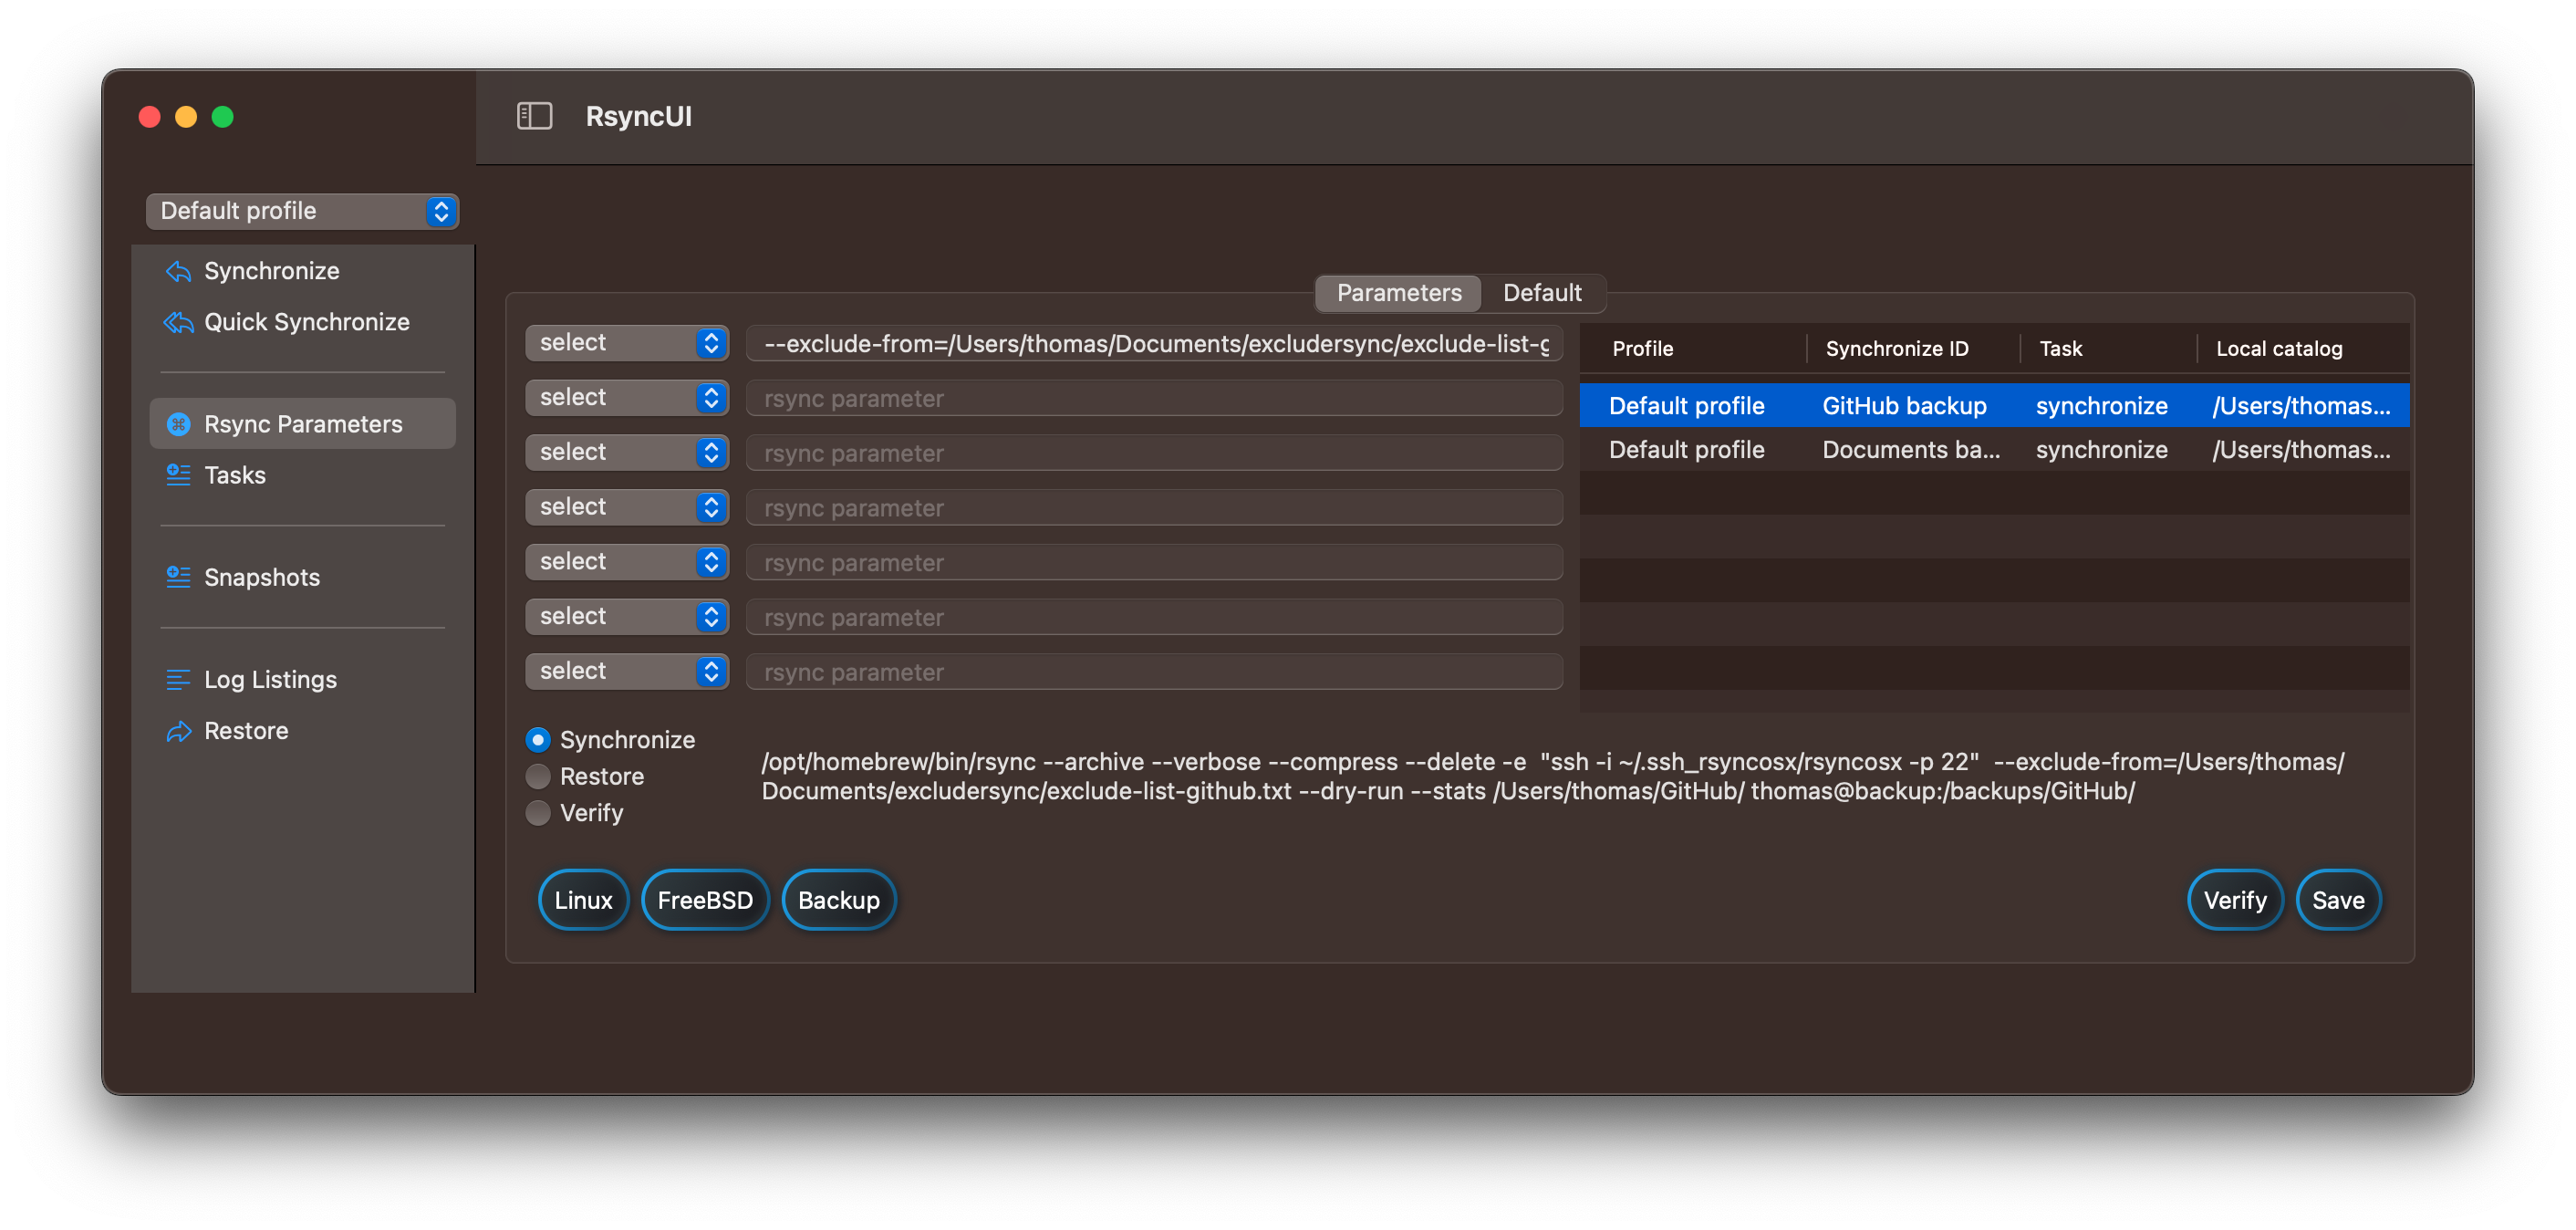 RsyncUI
Default profile
Synchronize
Quick Synchronize
Rsync Parameters
Tasks
Snapshots
Log Listings
Restore
Parameters Default
select --exclude-from=/Users/thomas/Documents/excludersync/exclude-list-g
select rsync parameter
select rsync parameter
select rsync parameter
select rsync parameter
select rsync parameter
select rsync parameter
Profile Synchronize ID Task Local catalog
Default profile GitHub backup synchronize /Users/thomas...
Default profile Documents ba... synchronize /Users/thomas...
Synchronize
Restore
Verify
/opt/homebrew/bin/rsync --archive --verbose --compress --delete -e "ssh -i ~/.ssh_rsyncosx/rsyncosx -p 22" --exclude-from=/Users/thomas/
Documents/excludersync/exclude-list-github.txt --dry-run --stats /Users/thomas/GitHub/ thomas@backup:/backups/GitHub/
Linux FreeBSD Backup Verify Save